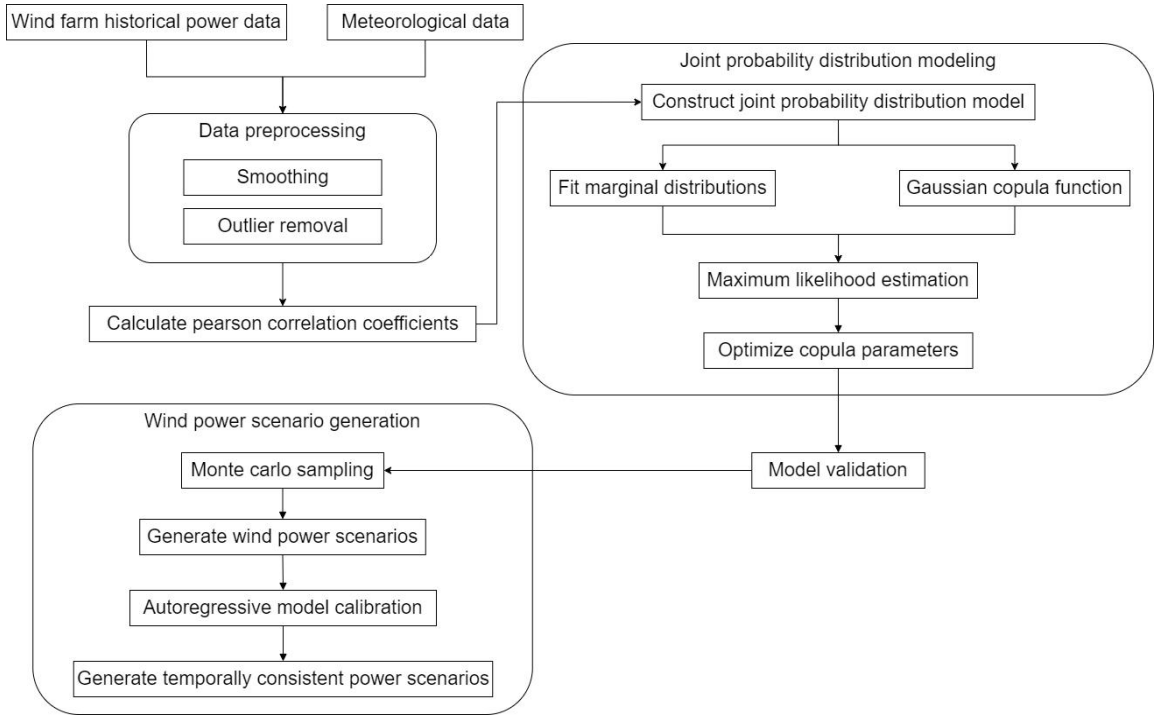 Wind farm historical power data
Meteorological data
Data preprocessing
Smoothing
Outlier removal
Calculate pearson correlation coefficients
Joint probability distribution modeling
Construct joint probability distribution model
Fit marginal distributions
Gaussian copula function
Maximum likelihood estimation
Optimize copula parameters
Model validation
Wind power scenario generation
Monte carlo sampling
Generate wind power scenarios
Autoregressive model calibration
Generate temporally consistent power scenarios